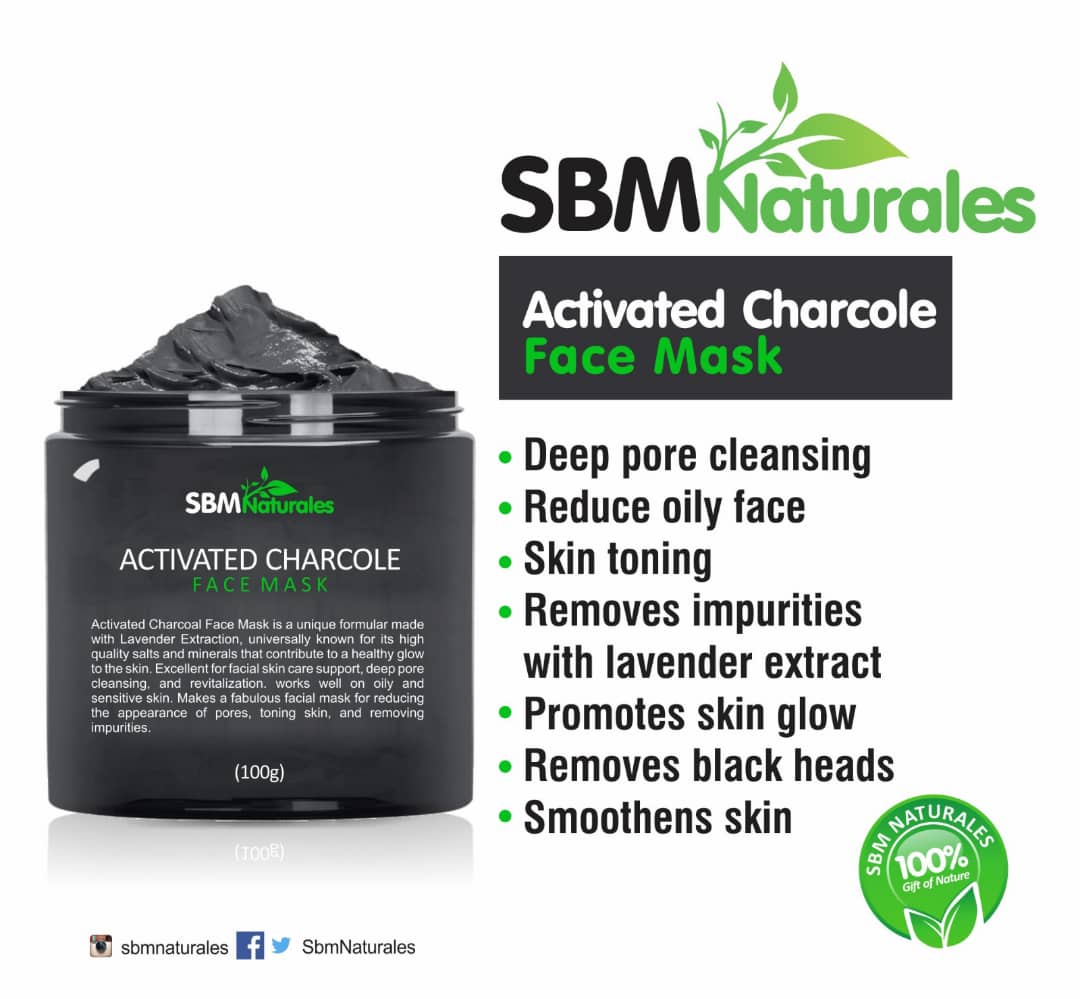 SBMNaturales
Activated Charcole
Face Mask
• Deep pore cleansing
• Reduce oily face
• Skin toning
• Removes impurities
with lavender extract
• Promotes skin glow
• Removes black heads
• Smoothens skin
SBMNaturales
ACTIVATED CHARCOLE
FACE MASK
Activated Charcoal Face Mask is a unique formular made
with Lavender Extraction, universally known for its high
quality salts and minerals that contribute to a healthy glow
to the skin. Excellent for facial skin care support, deep pore
cleansing, and revitalization. works well on oily and
sensitive skin. Makes a fabulous facial mask for reducing
the appearance of pores, toning skin, and removing
impurities.
(100g)
(100g)
SBM NATURALES
100%
Gift of Nature
sbmnaturales
SbmNaturales